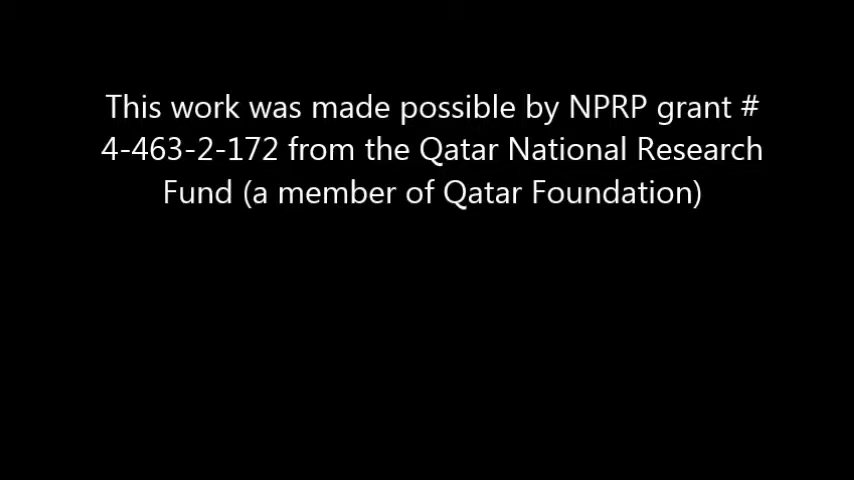 This work was made possible by NPRP grant #
4-463-2-172 from the Qatar National Research
Fund (a member of Qatar Foundation)